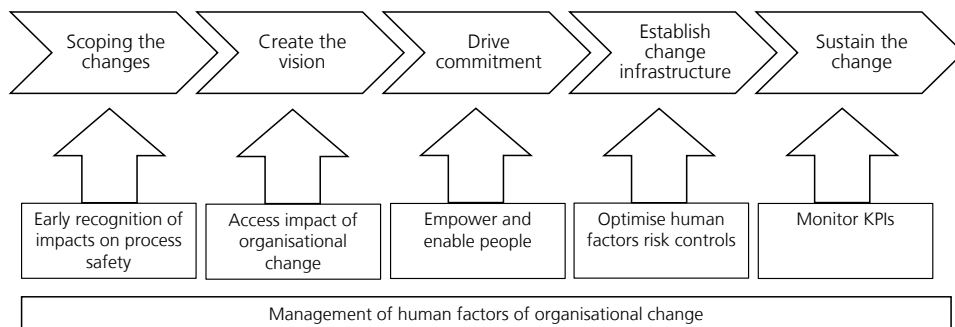 Scoping the
changes
Create the
vision
Drive
commitment
Establish
change
infrastructure
Sustain the
change
Early recognition of
impacts on process
safety
Access impact of
organisational
change
Empower and
enable people
Optimise human
factors risk controls
Monitor KPIs
Management of human factors of organisational change